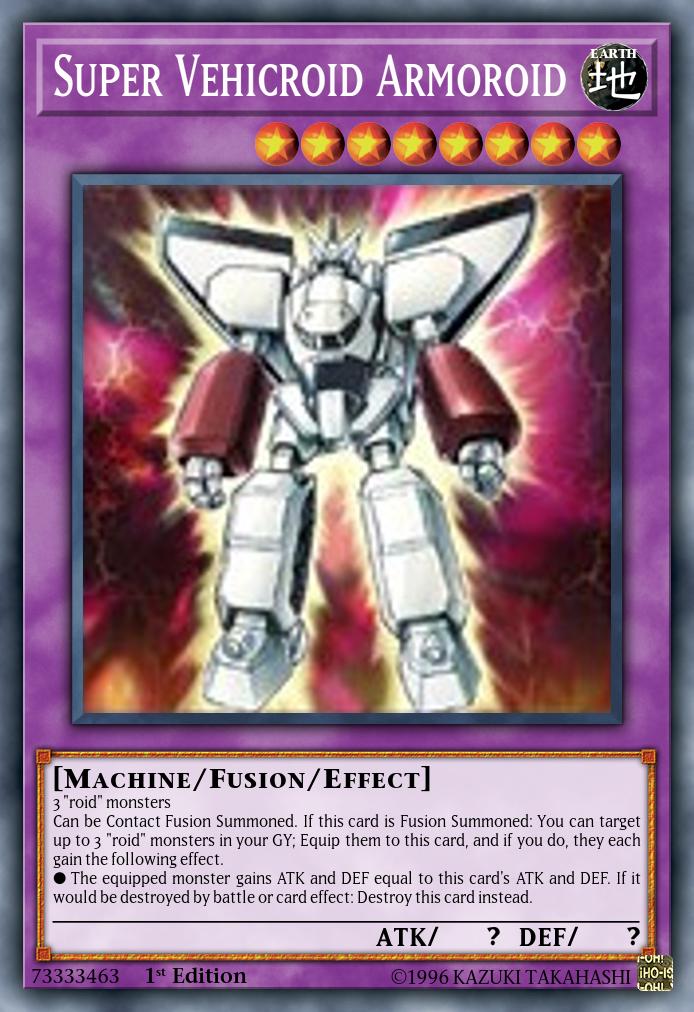 SUPER VEHICROID ARMOROID
EARTH
地
[MACHINE/FUSION/EFFECT]
3 "roid" monsters
Can be Contact Fusion Summoned. If this card is Fusion Summoned: You can target
up to 3 "roid" monsters in your GY; Equip them to this card, and if you do, they each
gain the following effect.
● The equipped monster gains ATK and DEF equal to this card's ATK and DEF. If it
would be destroyed by battle or card effect: Destroy this card instead.
ATK/ ? DEF/ ?
73333463 1st Edition ©1996 KAZUKI TAKAHASHI